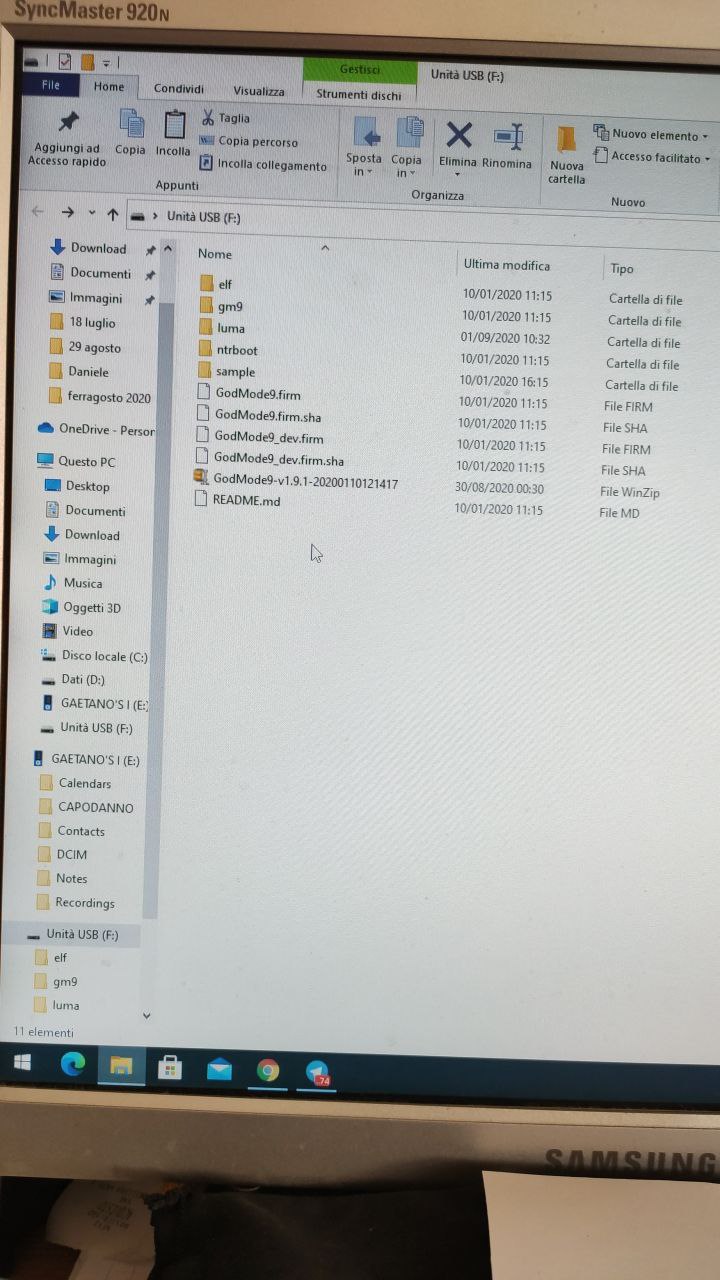 SyncMaster 920N
Gestisci
Unità USB (F:)
File
Home
Condividi
Visualizza
Strumenti dischi
Aggiungi ad
Accesso rapido
Copia
Incolla
Taglia
Copia percorso
Incolla collegamento
Appunti
Sposta
in
Copia
in
Elimina
Rinomina
Organizza
Nuova
cartella
Nuovo elemento
Accesso facilitato
Nuovo
Unità USB (F:)
Download
Documenti
Immagini
18 luglio
29 agosto
Daniele
ferragosto 2020
OneDrive - Person
Questo PC
Desktop
Documenti
Download
Immagini
Musica
Oggetti 3D
Video
Disco locale (C:)
Dati (D:)
GAETANO'S I (E:)
Unità USB (F:)
GAETANO'S I (E:)
Calendars
CAPODANNO
Contacts
DCIM
Notes
Recordings
Unità USB (F:)
elf
gm9
luma
Nome Ultima modifica Tipo
elf 10/01/2020 11:15 Cartella di file
gm9 10/01/2020 11:15 Cartella di file
luma 01/09/2020 10:32 Cartella di file
ntrboot 10/01/2020 11:15 Cartella di file
sample 10/01/2020 16:15 Cartella di file
GodMode9.firm 10/01/2020 11:15 File FIRM
GodMode9.firm.sha 10/01/2020 11:15 File SHA
GodMode9_dev.firm 10/01/2020 11:15 File FIRM
GodMode9_dev.firm.sha 10/01/2020 11:15 File SHA
GodMode9-v1.9.1-20200110121417 30/08/2020 00:30 File WinZip
README.md 10/01/2020 11:15 File MD
11 elementi
74
SAMSUNG